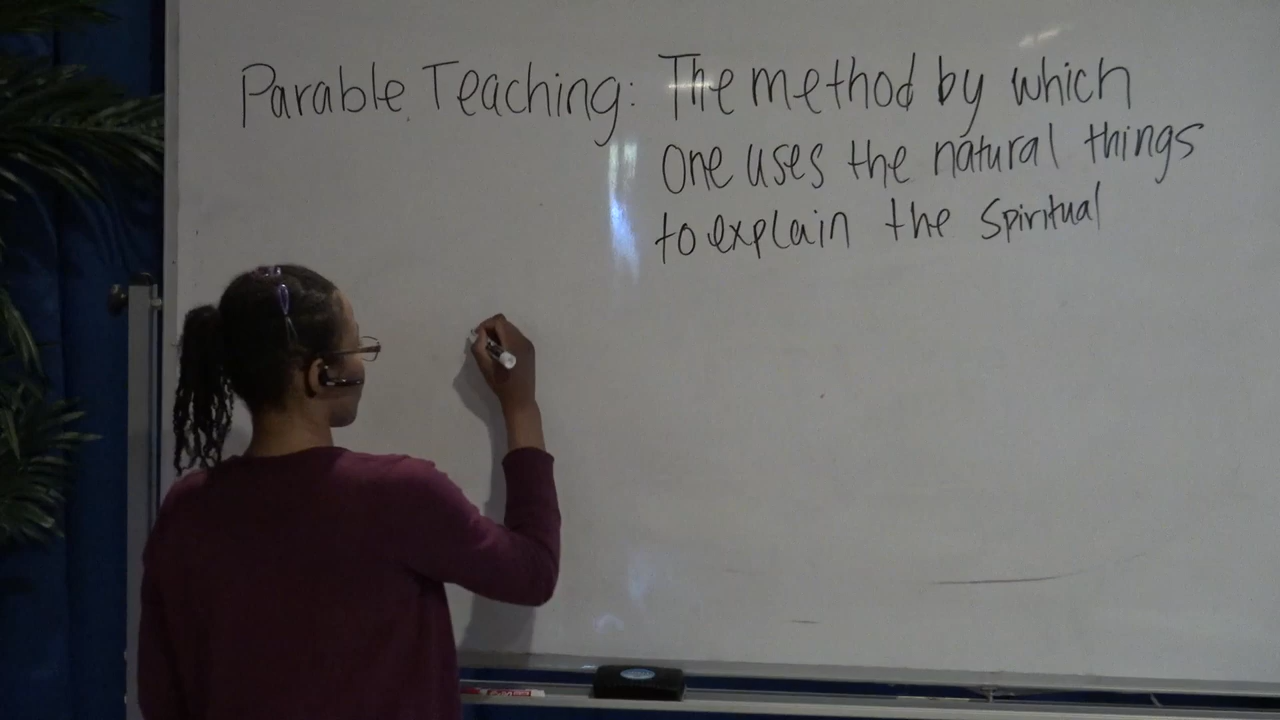 Parable Teaching: The method by which
one uses the natural things
to explain the spiritual